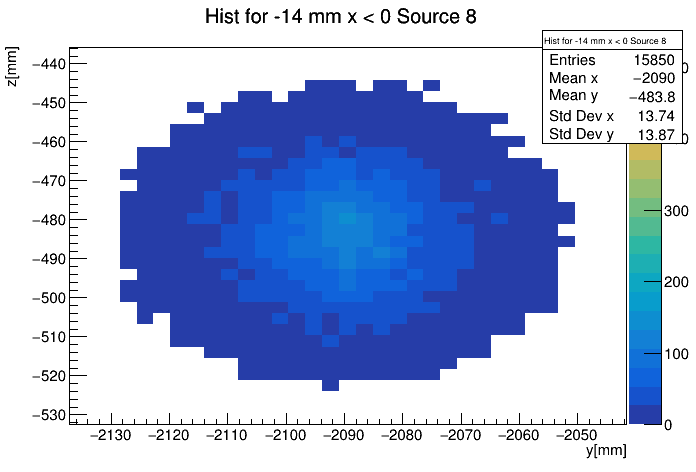 Hist for -14 mm x < 0 Source 8
z[mm]
Hist for -14 mm x < 0 Source 8
Entries 15850
Mean x −2090
Mean y −483.8
Std Dev x 13.74
Std Dev y 13.87
−440
−450
−460
−470
−480
−490
−500
−510
−520
−530
0
0
300
200
100
0
−2130 −2120 −2110 −2100 −2090 −2080 −2070 −2060 −2050
y[mm]